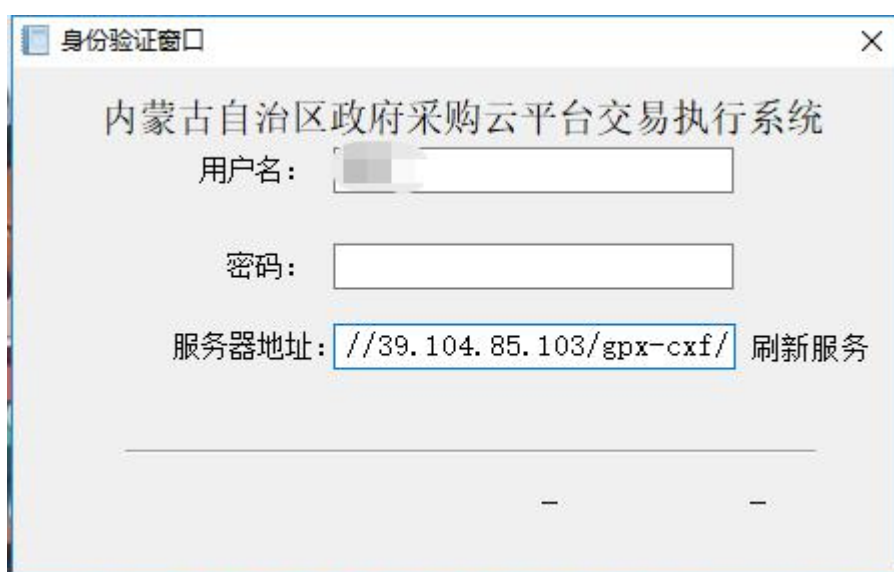 身份验证窗口
内蒙古自治区政府采购云平台交易执行系统
用户名：
密码：
服务器地址： //39.104.85.103/gpx-cxf/ 刷新服务
– –